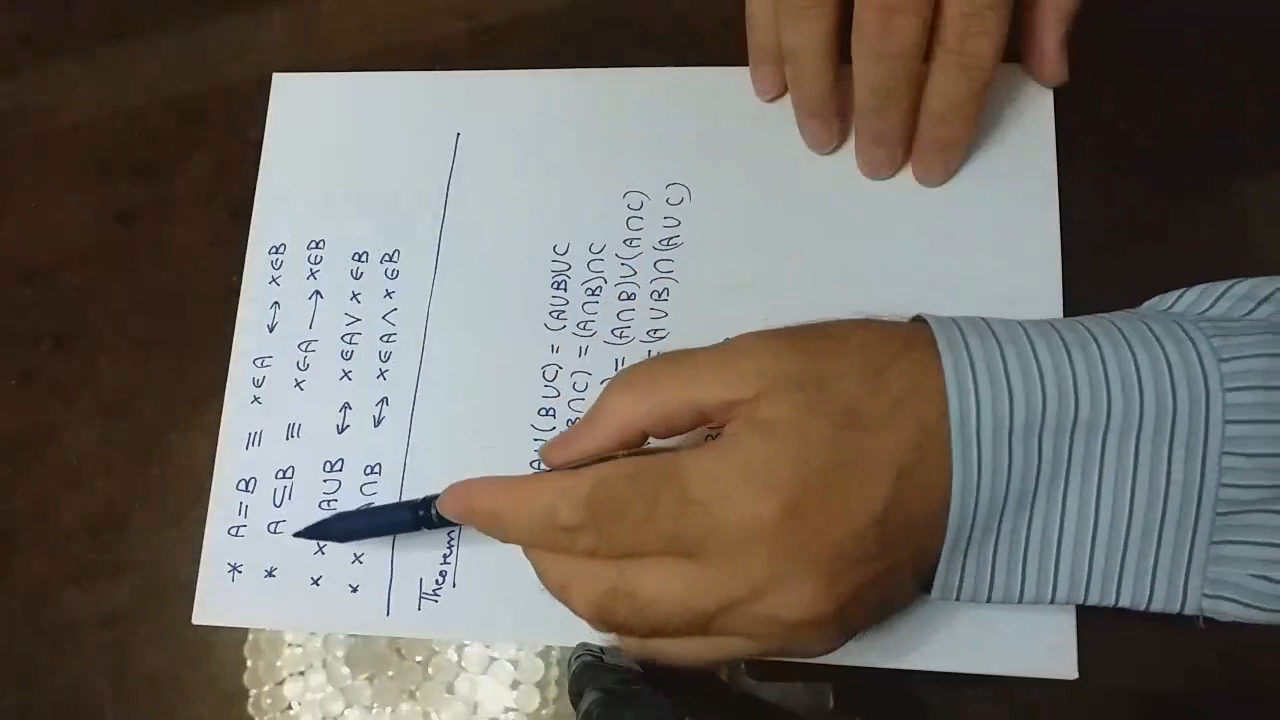 * A = B ≡ x∈A ↔ x∈B
* A ⊆ B ≡ x∈A → x∈B
* x A∪B ↔ x∈A ∨ x∈B
* x A∩B ↔ x∈A ∧ x∈B
Theorem
A∪(B∪C) = (A∪B)∪C
B∩C) = (A∩B)∩C
) = (A∩B)∪(A∩C)
= (A∪B)∩(A∪C)